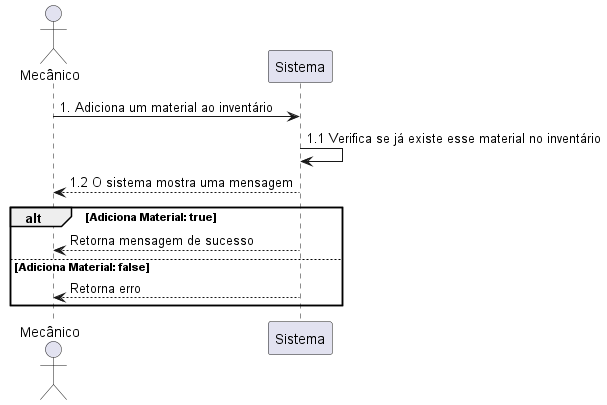 Mecânico
Sistema
1. Adiciona um material ao inventário
1.1 Verifica se já existe esse material no inventário
1.2 O sistema mostra uma mensagem
alt [Adiciona Material: true]
Retorna mensagem de sucesso
[Adiciona Material: false]
Retorna erro
Mecânico
Sistema